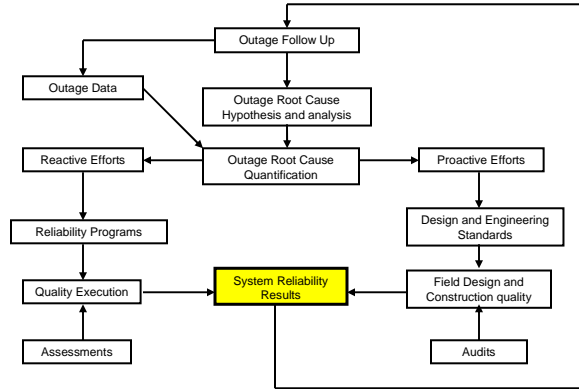 Outage Follow Up
Outage Data
Outage Root Cause
Hypothesis and analysis
Reactive Efforts
Outage Root Cause
Quantification
Proactive Efforts
Reliability Programs
Design and Engineering
Standards
Quality Execution
System Reliability
Results
Field Design and
Construction quality
Assessments
Audits